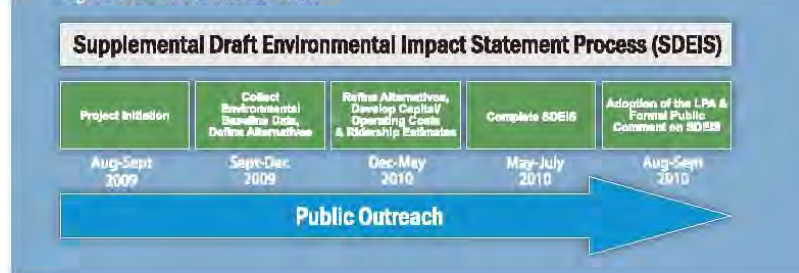 Supplemental Draft Environmental Impact Statement Process (SDEIS)
Project Initiation
Collect
Environmental
Baseline Data,
Define Alternatives
Refine Alternatives,
Develop Capital/
Operating Costs
& Ridership Estimates
Complete SDEIS
Adoption of the LPA &
Formal Public
Comment on SDEIS
Aug-Sept
2009
Sept-Dec
2009
Dec-May
2010
May-July
2010
Aug-Sept
2010
Public Outreach